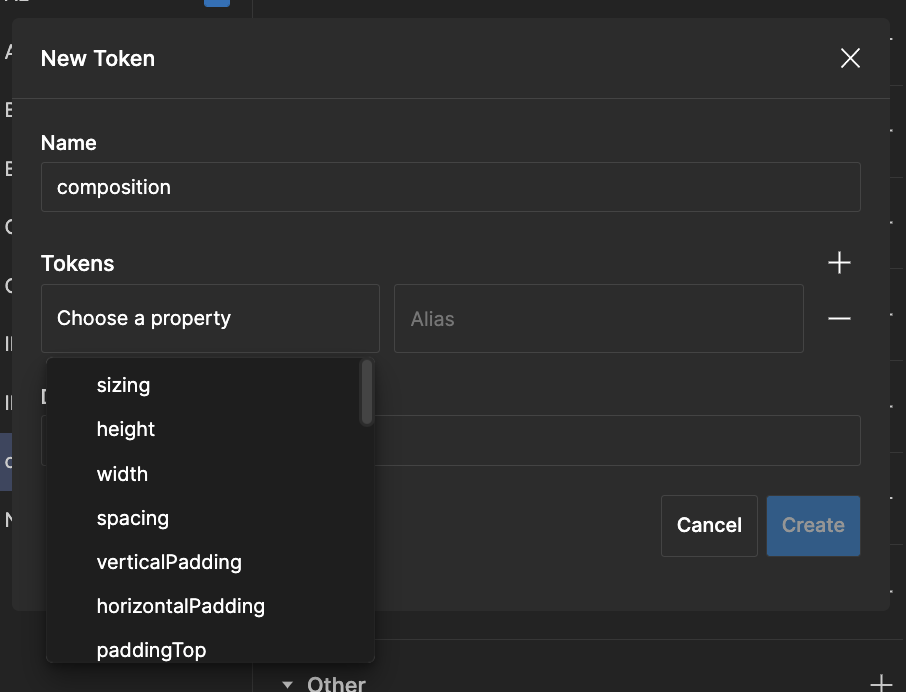 New Token
Name
composition
Tokens
Choose a property
Alias
sizing
height
width
spacing
verticalPadding
horizontalPadding
paddingTop
Cancel
Create
Other